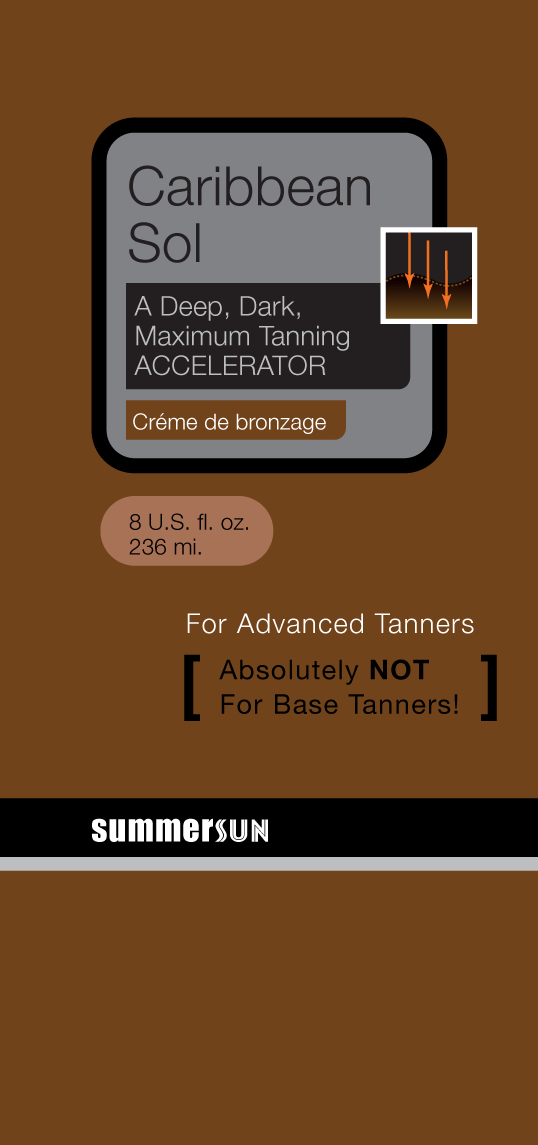 Caribbean
Sol
A Deep, Dark,
Maximum Tanning
ACCELERATOR
Créme de bronzage
8 U.S. fl. oz.
236 mi.
For Advanced Tanners
[ Absolutely NOT
For Base Tanners! ]
summerSUN